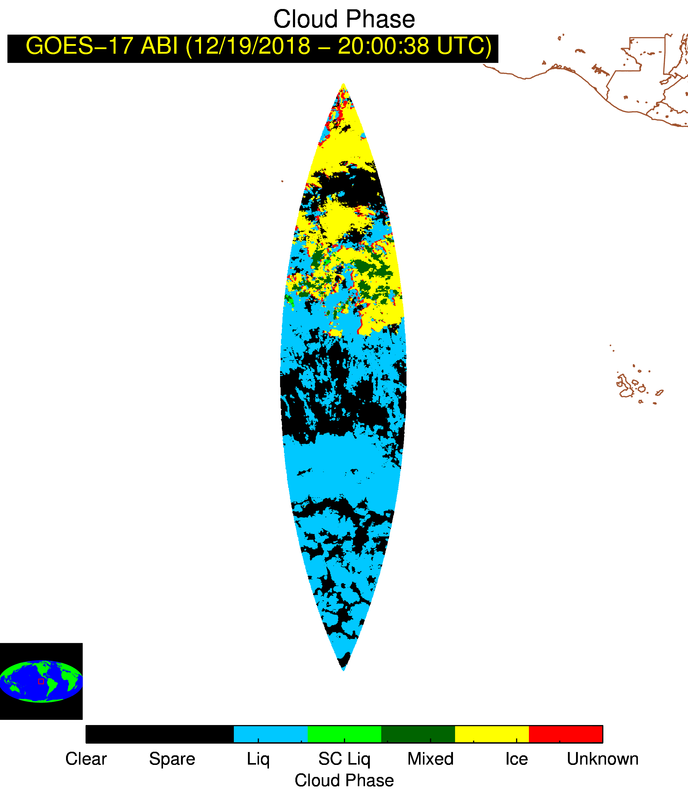 Cloud Phase
GOES−17 ABI (12/19/2018 − 20:00:38 UTC)
Clear Spare Liq SC Liq Mixed Ice Unknown
Cloud Phase